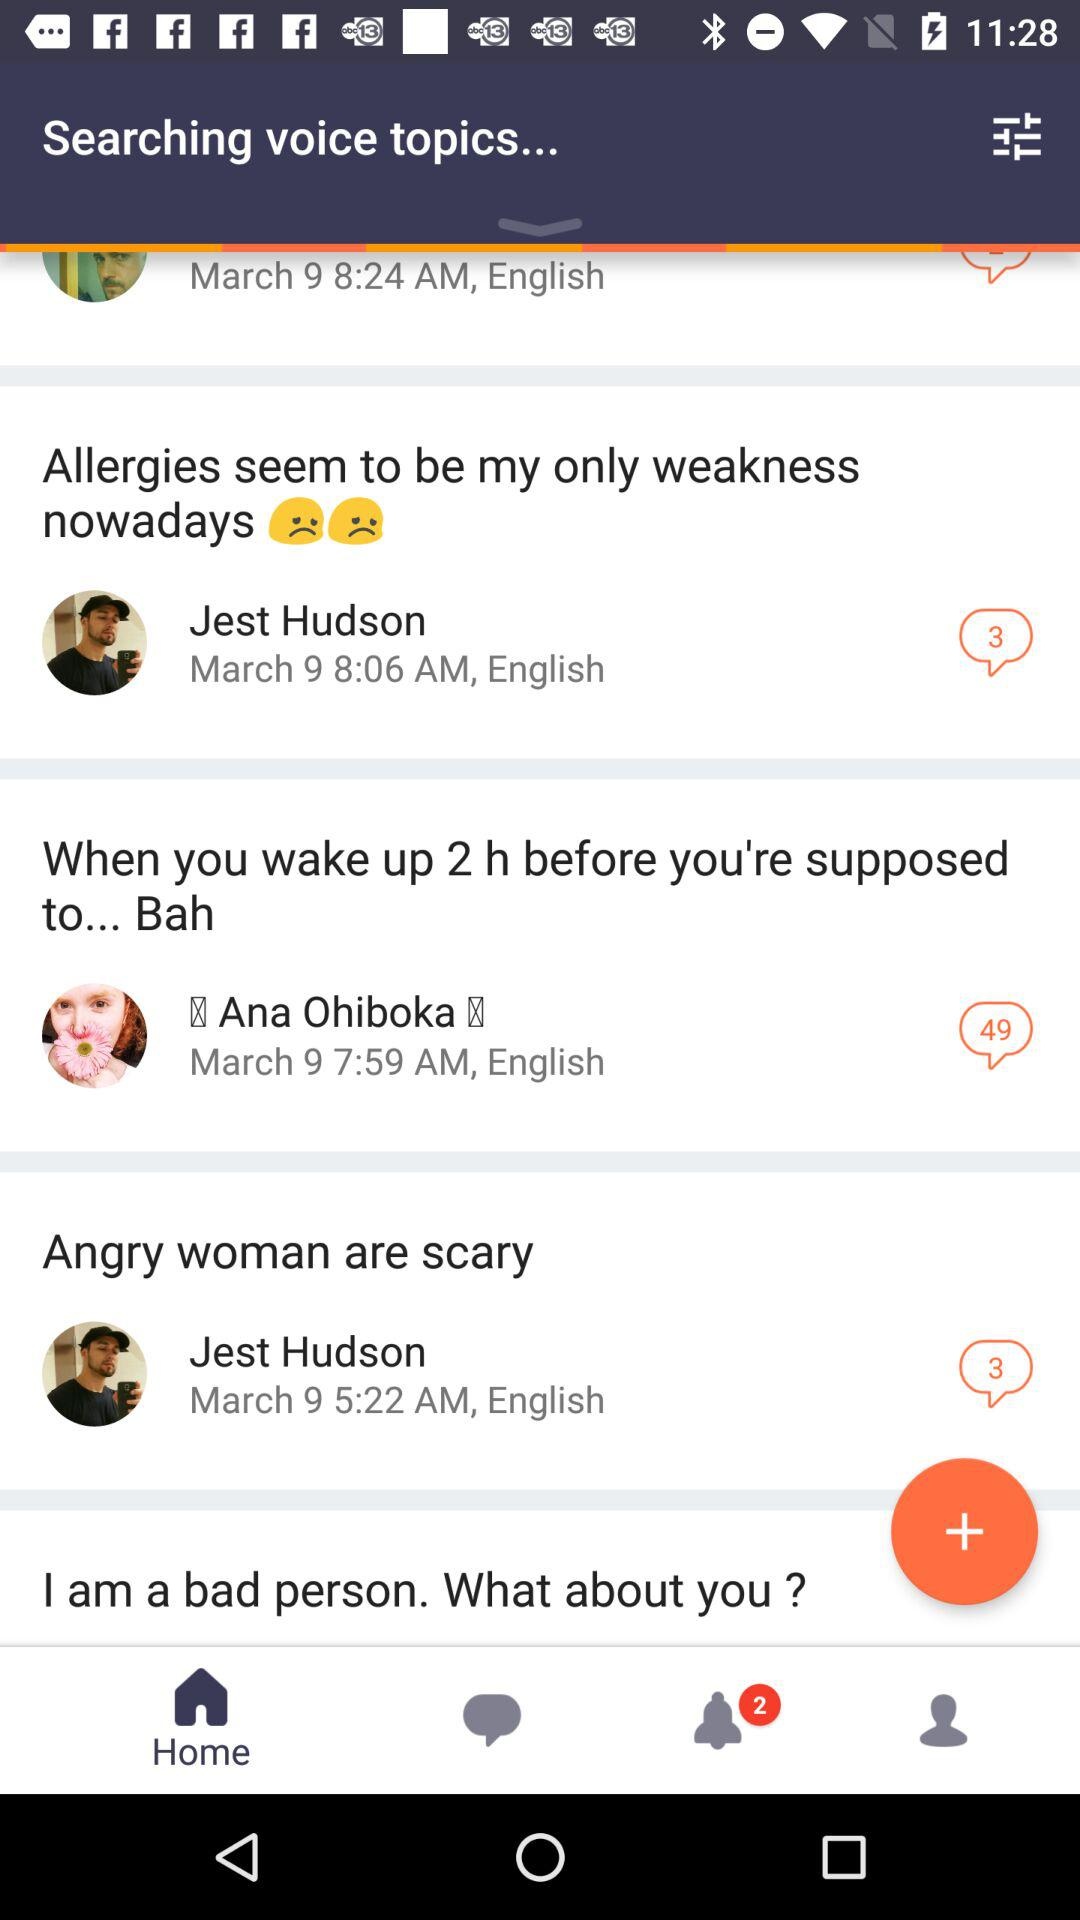 11:28
Searching voice topics...
March 9 8:24 AM, English
Allergies seem to be my only weakness
nowadays 😞😞
Jest Hudson
March 9 8:06 AM, English
3
When you wake up 2 h before you're supposed
to... Bah
Ana Ohiboka
March 9 7:59 AM, English
49
Angry woman are scary
Jest Hudson
March 9 5:22 AM, English
3
I am a bad person. What about you ?
2
Home